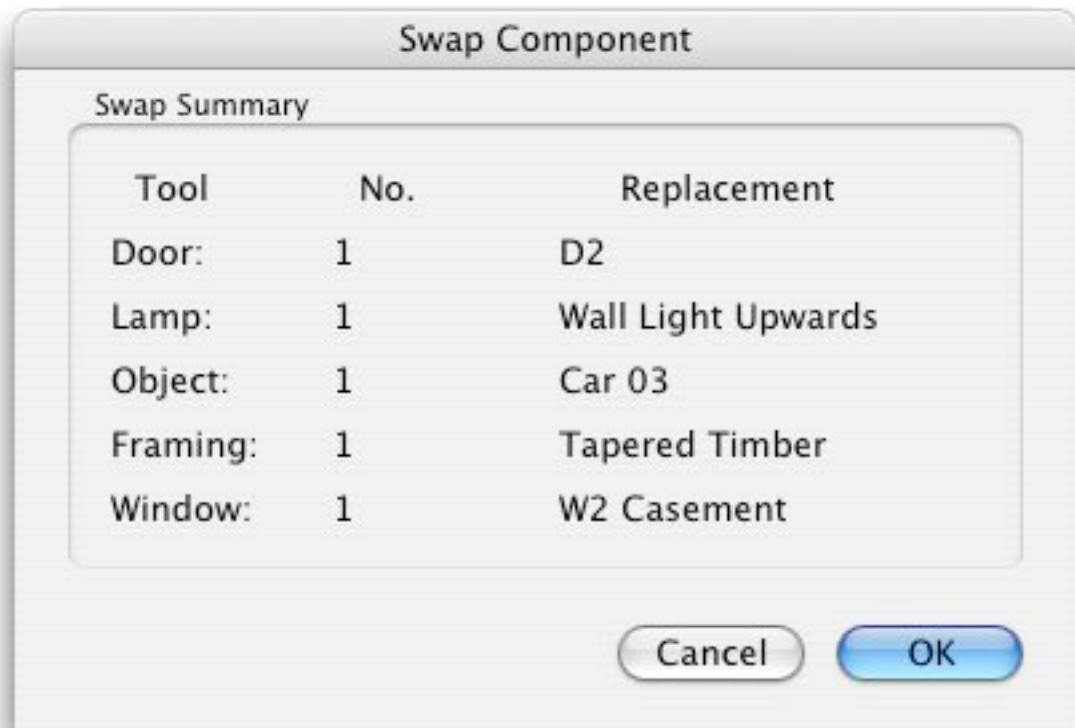 Swap Component
Swap Summary
Tool No. Replacement
Door: 1 D2
Lamp: 1 Wall Light Upwards
Object: 1 Car 03
Framing: 1 Tapered Timber
Window: 1 W2 Casement
Cancel OK